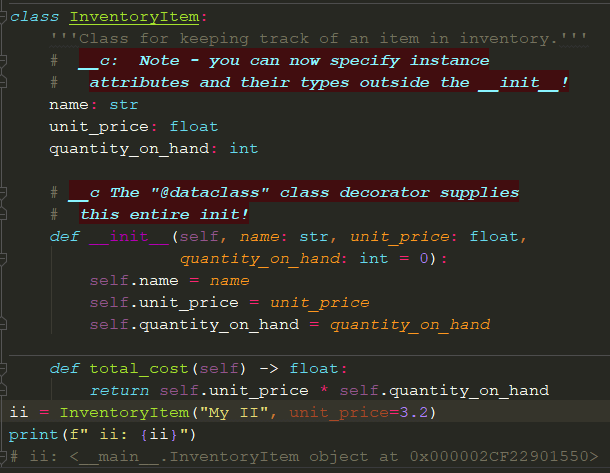 class InventoryItem:
    '''Class for keeping track of an item in inventory.'''
    #  __c:  Note - you can now specify instance
    #   attributes and their types outside the __init__!
    name: str
    unit_price: float
    quantity_on_hand: int
    # __c The "@dataclass" class decorator supplies
    #  this entire init!
    def __init__(self, name: str, unit_price: float,
                 quantity_on_hand: int = 0):
        self.name = name
        self.unit_price = unit_price
        self.quantity_on_hand = quantity_on_hand
    def total_cost(self) -> float:
        return self.unit_price * self.quantity_on_hand
ii = InventoryItem("My II", unit_price=3.2)
print(f" ii: {ii}")
# ii: <__main__.InventoryItem object at 0x000002CF22901550>